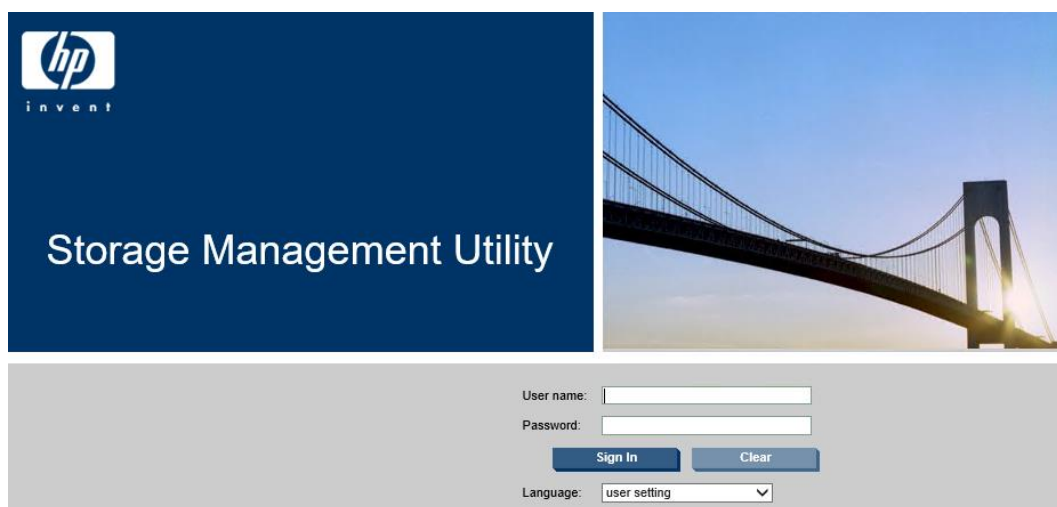 hp
invent
Storage Management Utility
User name:
Password:
Sign In Clear
Language: user setting